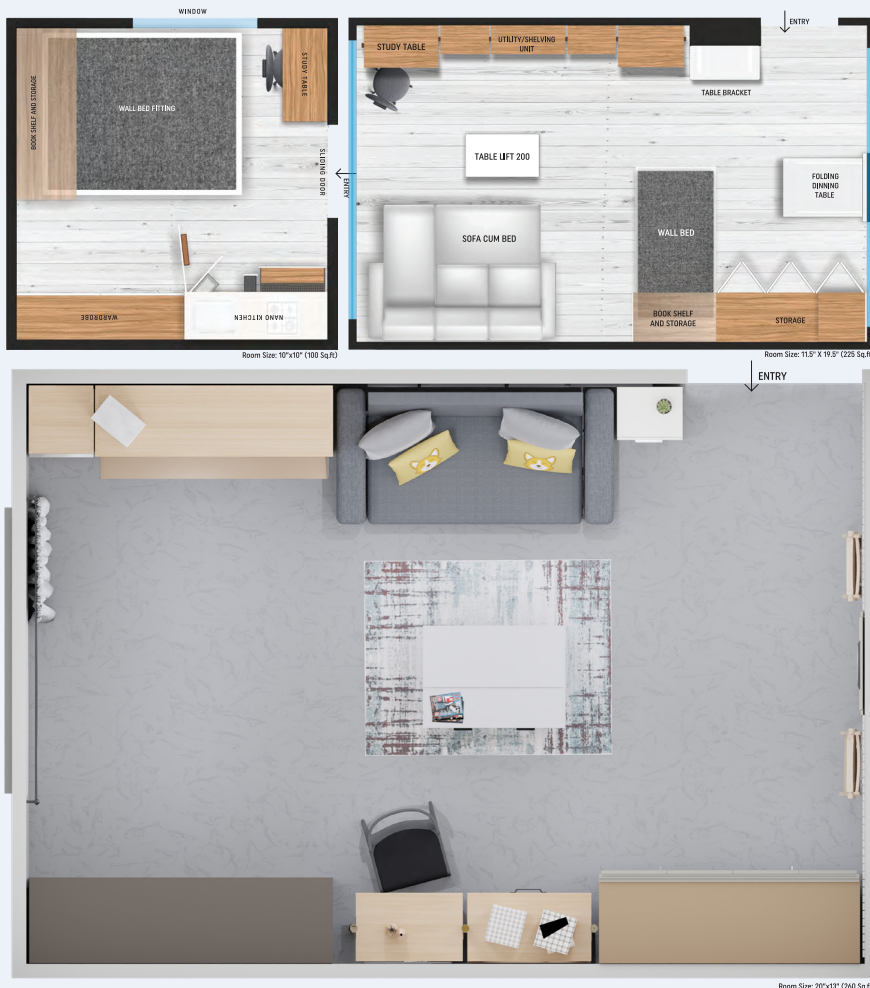 WINDOW
BOOK SHELF AND STORAGE
WALL BED FITTING
STUDY TABLE
SLIDING DOOR
ENTRY
WARDROBE
NANO KITCHEN
Room Size: 10"x10" (100 Sq.ft)
ENTRY
STUDY TABLE
UTILITY/SHELVING
UNIT
TABLE BRACKET
TABLE LIFT 200
FOLDING
DINNING
TABLE
SOFA CUM BED
WALL BED
BOOK SHELF
AND STORAGE
STORAGE
Room Size: 11.5" X 19.5" (225 Sq.ft
ENTRY
Room Size: 20"x13" (260 Sq.ft